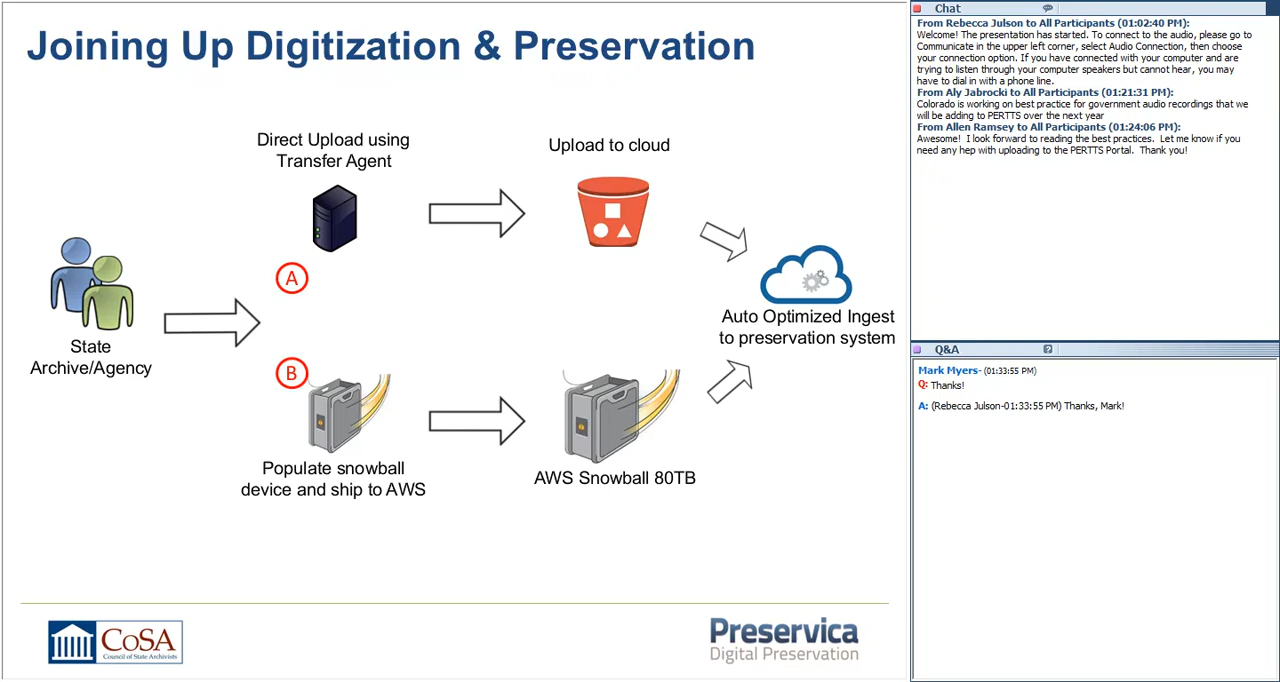 Joining Up Digitization & Preservation
Direct Upload using
Transfer Agent
Upload to cloud
A
State
Archive/Agency
Auto Optimized Ingest
to preservation system
B
Populate snowball
device and ship to AWS
AWS Snowball 80TB
CoSA
Council of State Archivists
Preservica
Digital Preservation
Chat
From Rebecca Julson to All Participants (01:02:40 PM):
Welcome! The presentation has started. To connect to the audio, please go to
Communicate in the upper left corner, select Audio Connection, then choose
your connection option. If you have connected with your computer and are
trying to listen through your computer speakers but cannot hear, you may
have to dial in with a phone line.
From Aly Jabrocki to All Participants (01:21:31 PM):
Colorado is working on best practice for government audio recordings that we
will be adding to PERTTS over the next year
From Allen Ramsey to All Participants (01:24:06 PM):
Awesome! I look forward to reading the best practices. Let me know if you
need any hep with uploading to the PERTTS Portal. Thank you!
Q&A
Mark Myers- (01:33:55 PM)
Q: Thanks!
A: (Rebecca Julson-01:33:55 PM) Thanks, Mark!